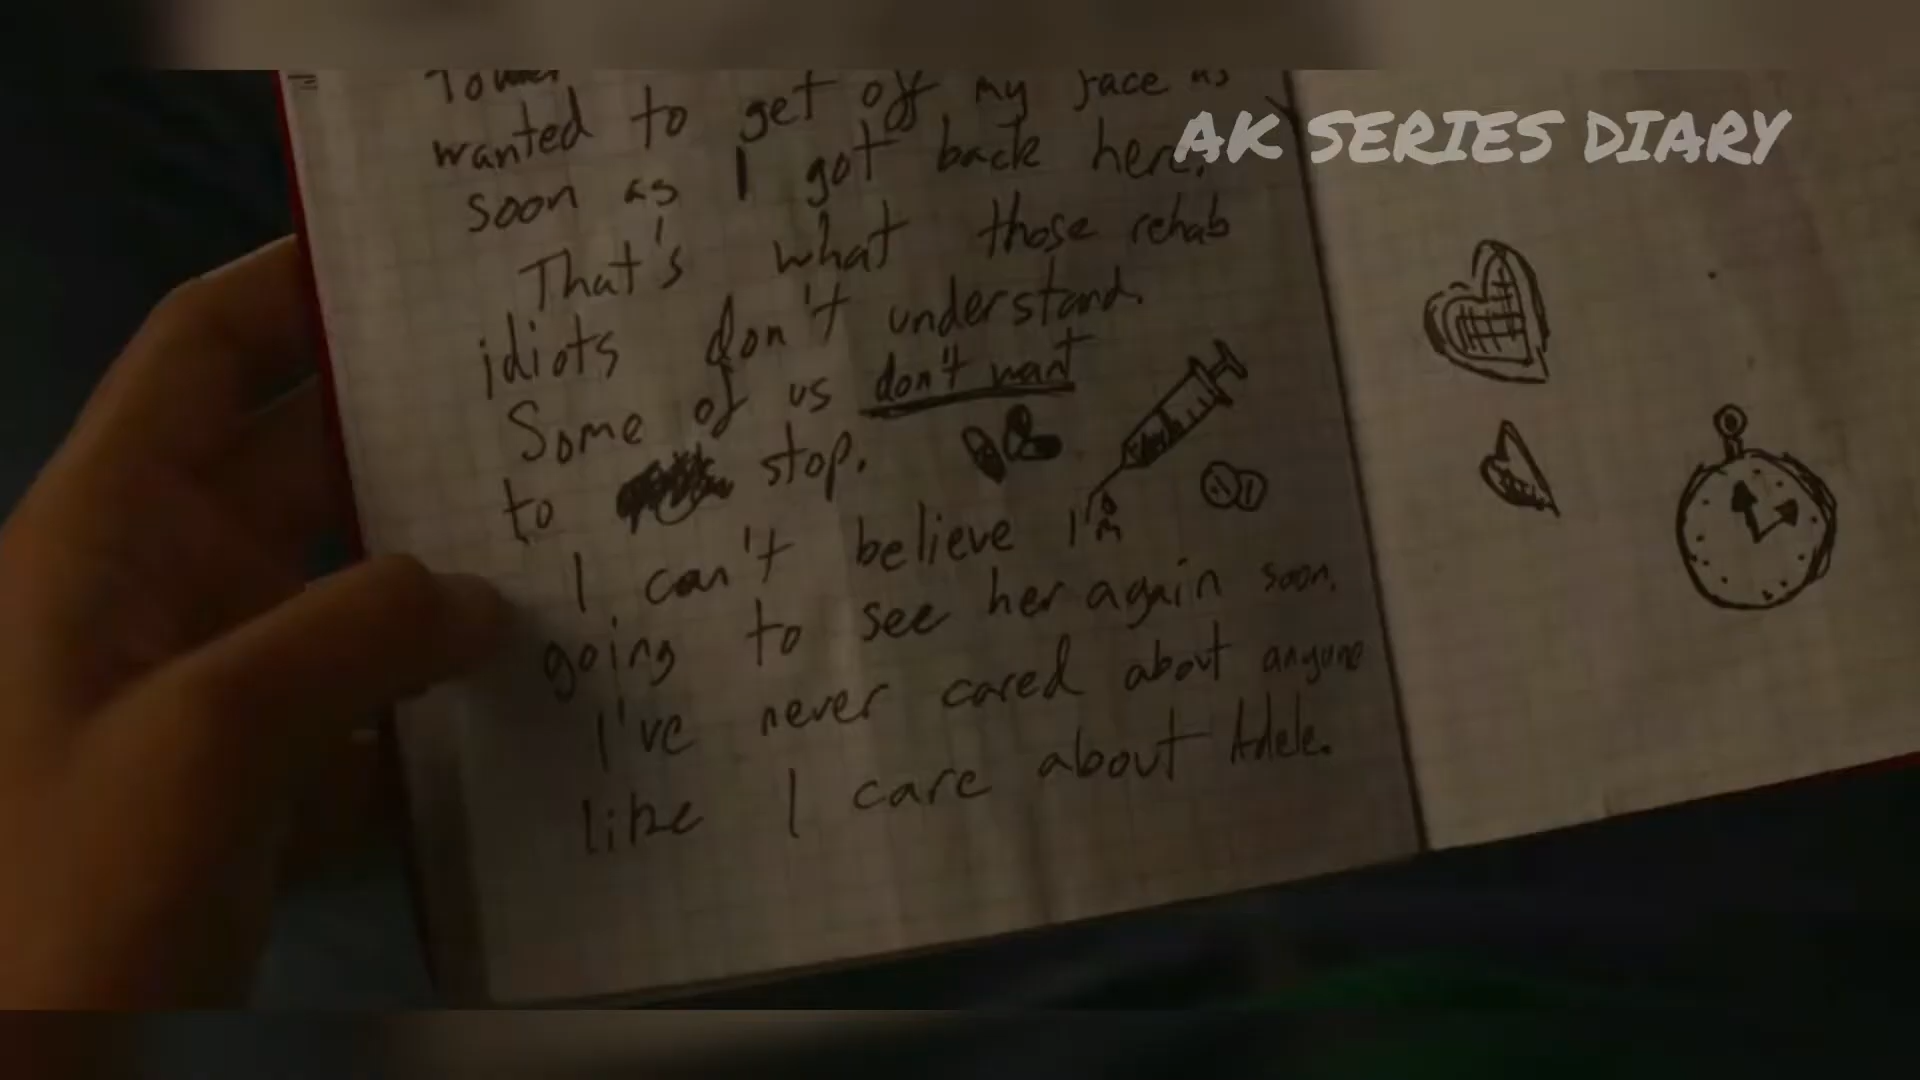 wanted to get off my face as
soon as I got back here.
That's what those rehab
idiots don't understand.
Some of us don't want
to stop.
I can't believe I'm
going to see her again soon.
I've never cared about anyone
like I care about Adele.
AK SERIES DIARY